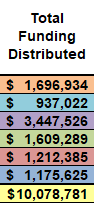 Total
Funding
Distributed
$ 1,696,934
$ 937,022
$ 3,447,526
$ 1,609,289
$ 1,212,385
$ 1,175,625
$10,078,781